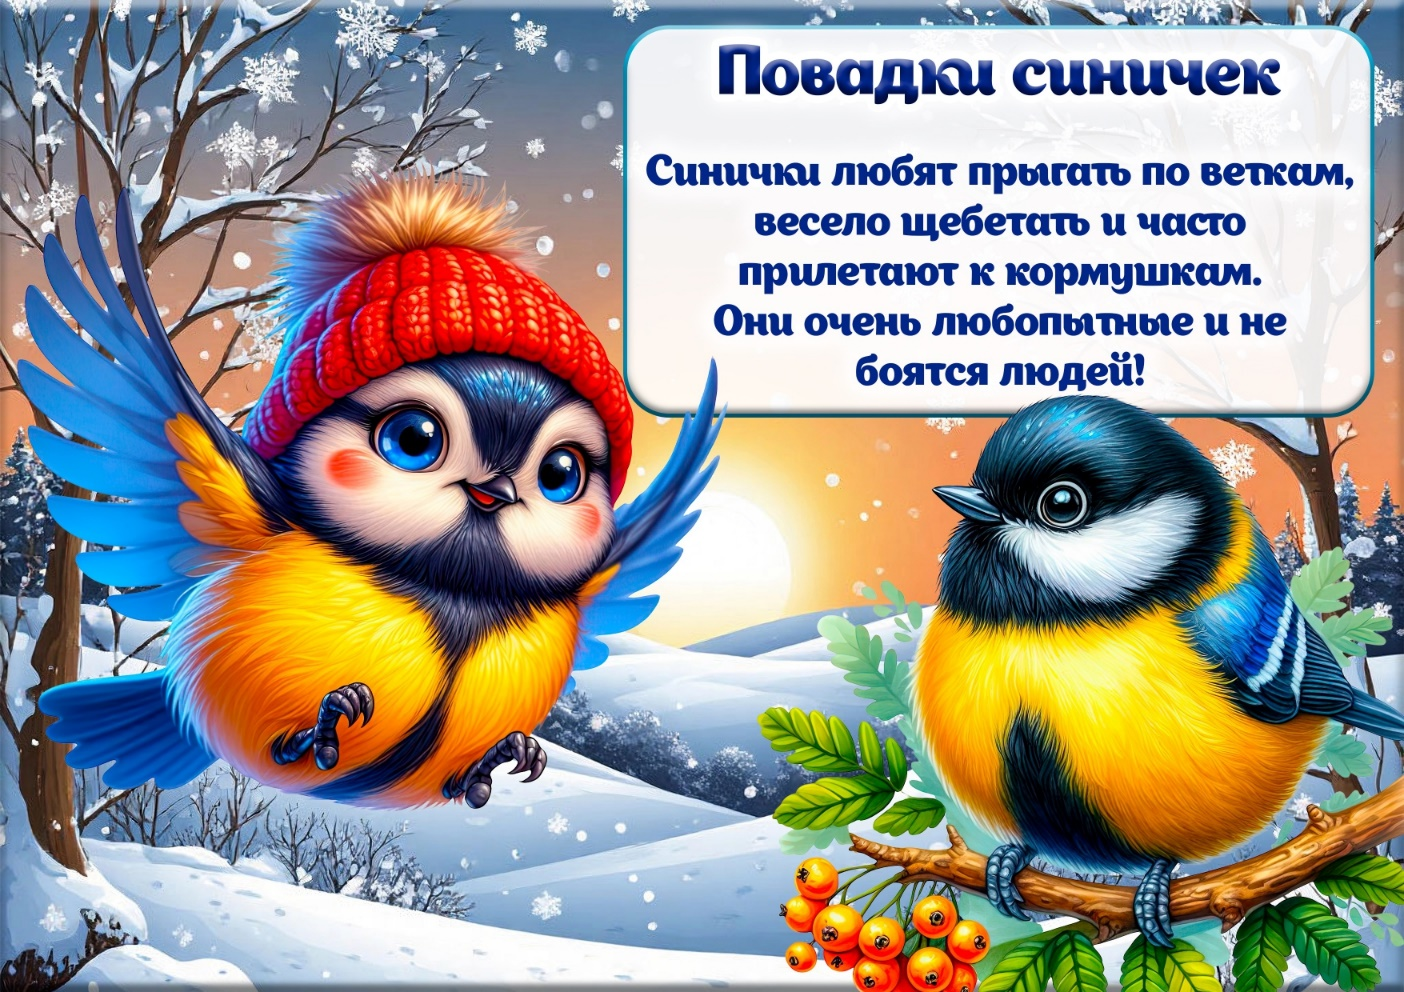 Повадки синичек
Синички любят прыгать по веткам,
весело щебетать и часто
прилетают к кормушкам.
Они очень любопытные и не
боятся людей!